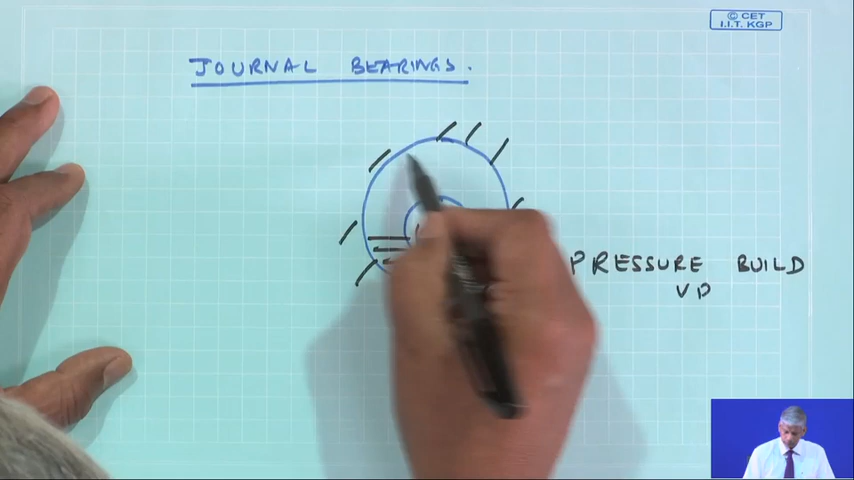 © CET
I.I.T. KGP
JOURNAL BEARINGS.
PRESSURE BUILD
UP